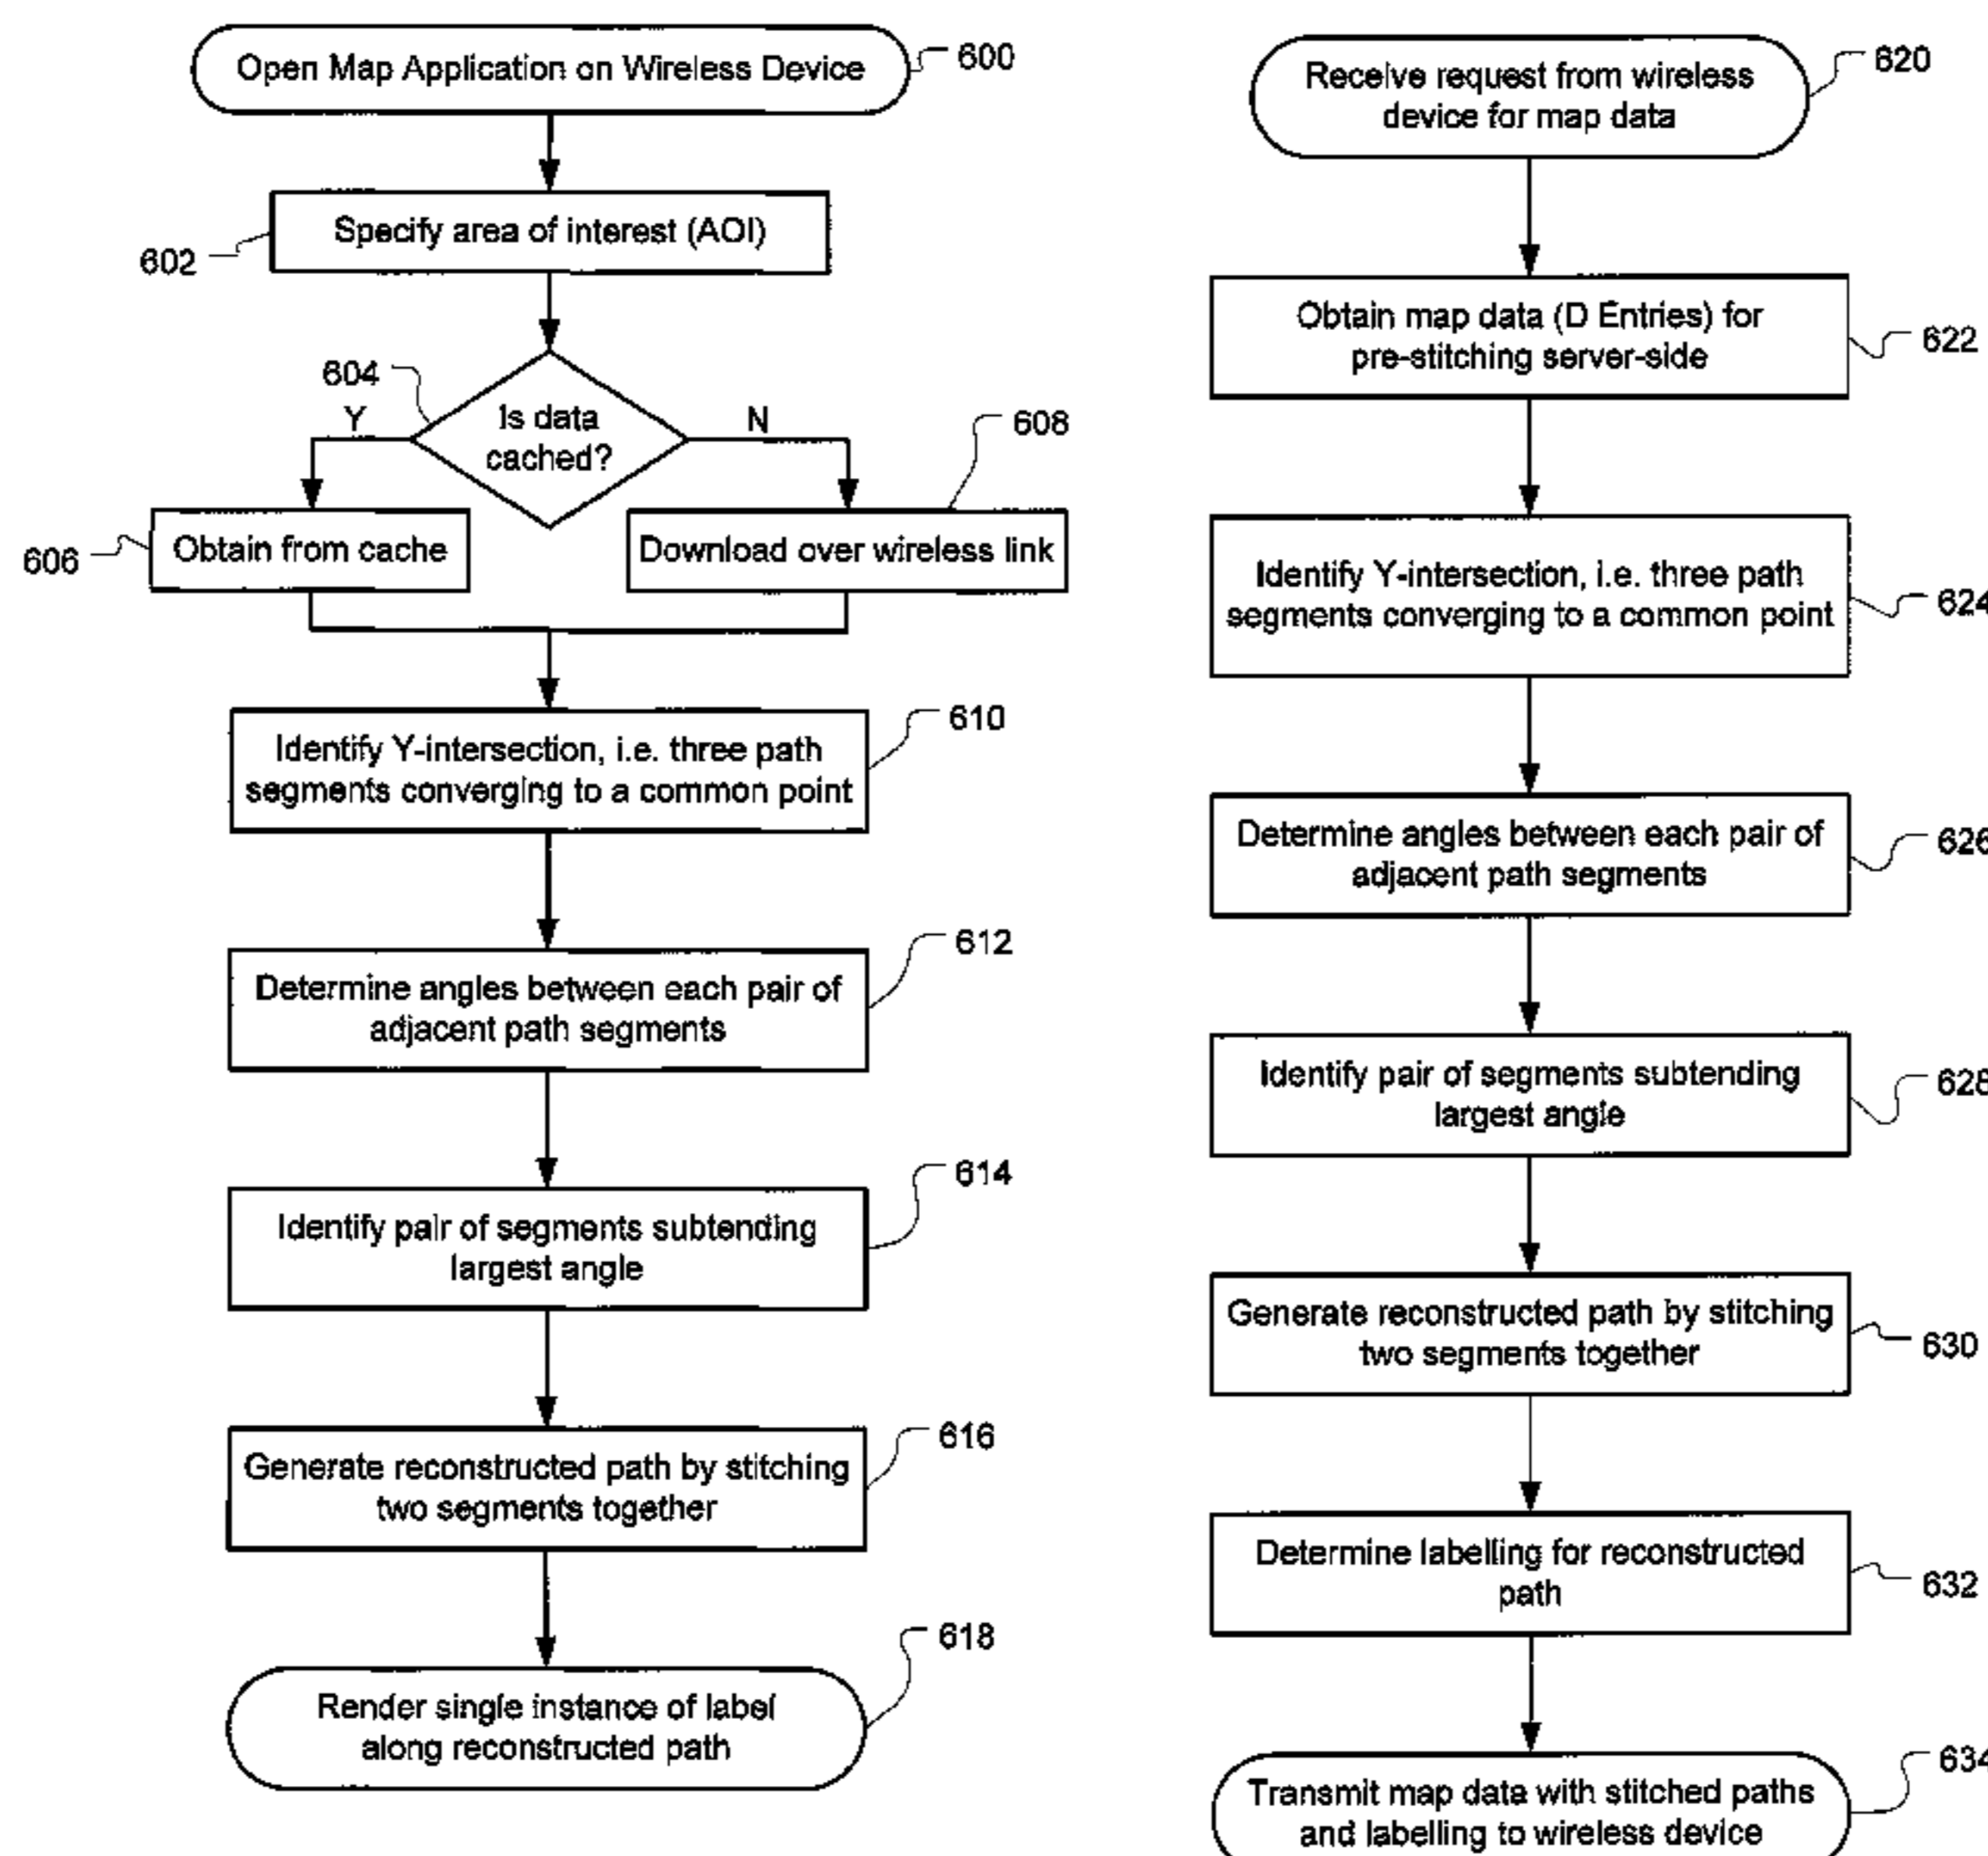 Open Map Application on Wireless Device
600
Specify area of interest (AOI)
602
604
Is data
cached?
Y
N
608
606
Obtain from cache
Download over wireless link
610
Identify Y-intersection, i.e. three path
segments converging to a common point
612
Determine angles between each pair of
adjacent path segments
614
Identify pair of segments subtending
largest angle
616
Generate reconstructed path by stitching
two segments together
618
Render single instance of label
along reconstructed path
620
Receive request from wireless
device for map data
Obtain map data (D Entries) for
pre-stitching server-side
622
Identify Y-intersection, i.e. three path
segments converging to a common point
624
Determine angles between each pair of
adjacent path segments
626
Identify pair of segments subtending
largest angle
628
Generate reconstructed path by stitching
two segments together
630
Determine labelling for reconstructed
path
632
634
Transmit map data with stitched paths
and labelling to wireless device